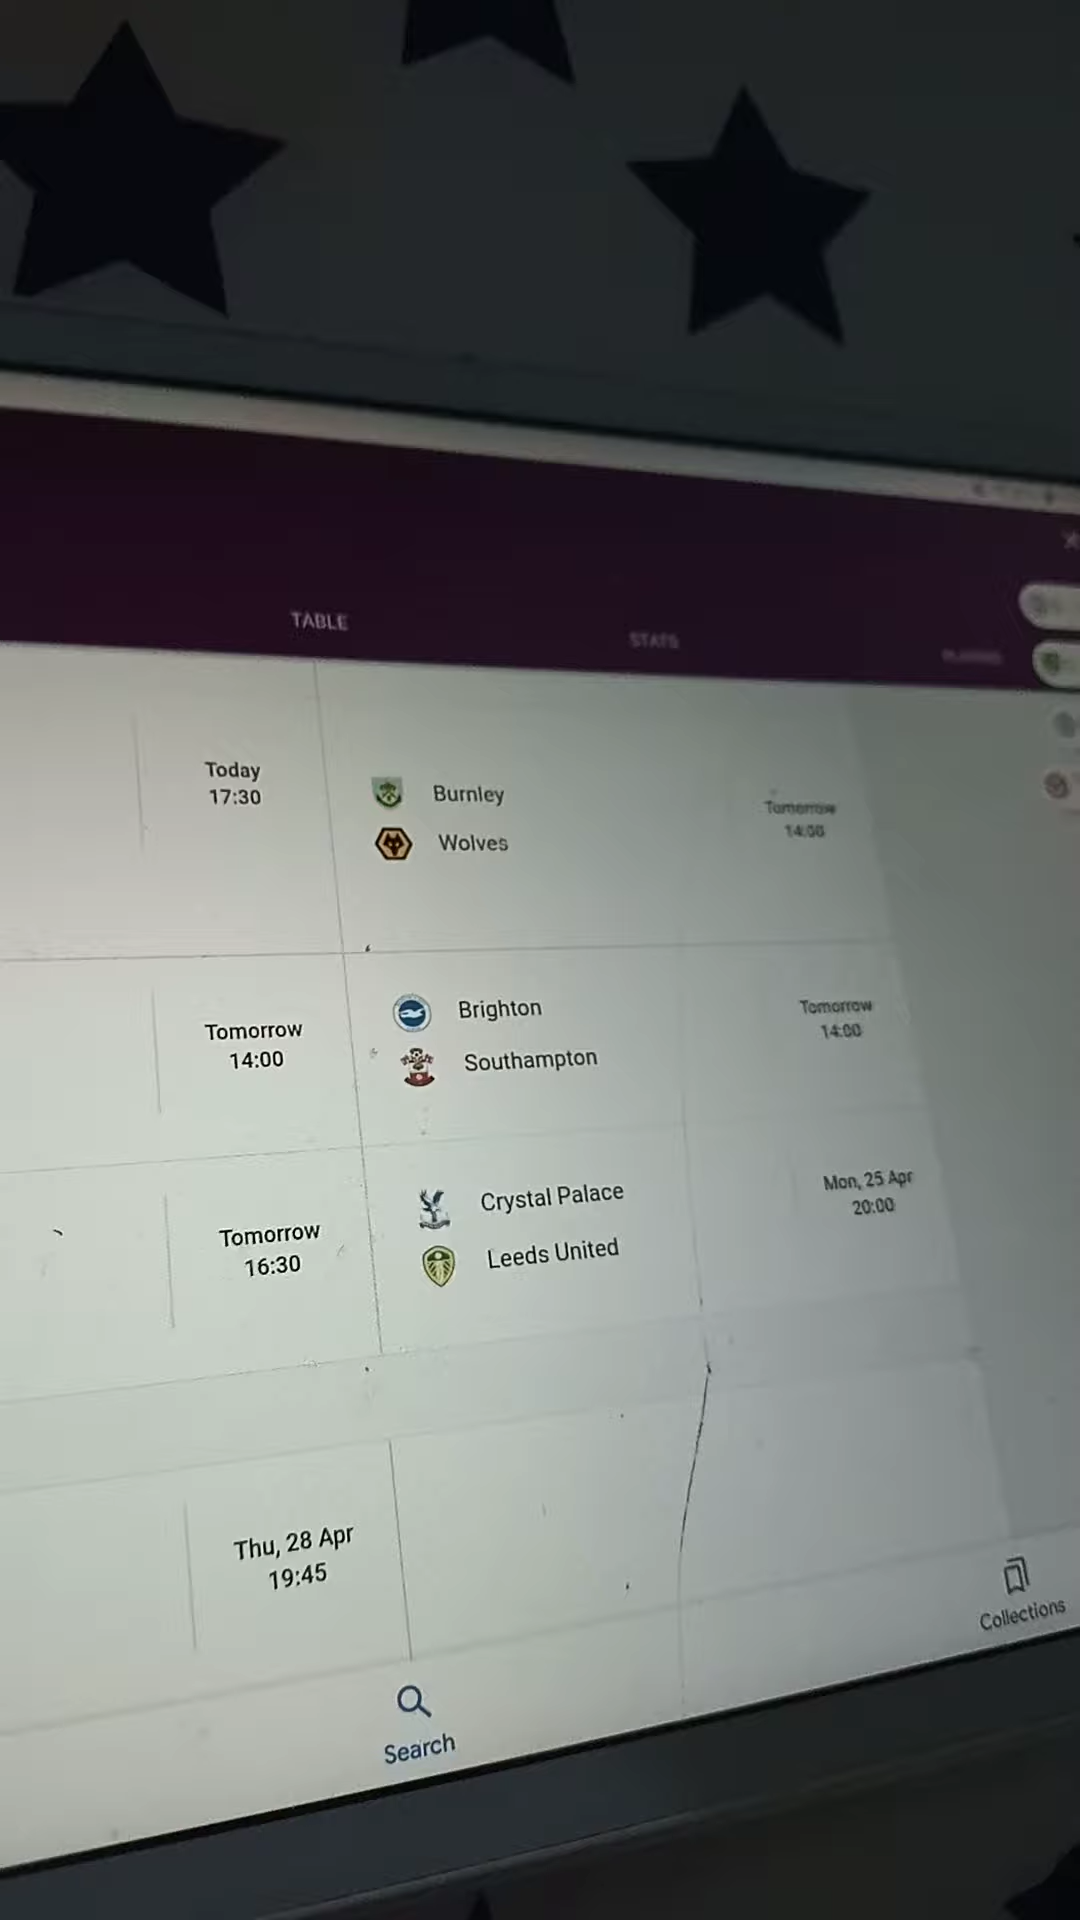 TABLE
STATS
Today
17:30
Burnley
Wolves
Tomorrow
14:00
Tomorrow
14:00
Brighton
Southampton
Tomorrow
14:00
Tomorrow
16:30
Crystal Palace
Leeds United
Mon, 25 Apr
20:00
Thu, 28 Apr
19:45
Search
Collections